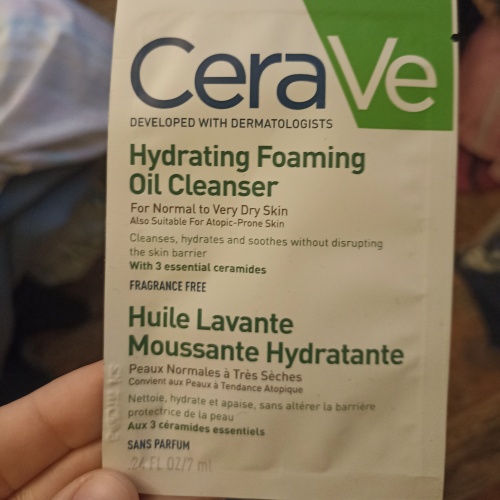 CeraVe
DEVELOPED WITH DERMATOLOGISTS
Hydrating Foaming
Oil Cleanser
For Normal to Very Dry Skin
Also Suitable For Atopic-Prone Skin
Cleanses, hydrates and soothes without disrupting
the skin barrier
With 3 essential ceramides
FRAGRANCE FREE
Huile Lavante
Moussante Hydratante
Peaux Normales à Très Sèches
Convient aux Peaux à Tendance Atopique
Nettoie, hydrate et apaise, sans altérer la barrière
protectrice de la peau
Aux 3 céramides essentiels
SANS PARFUM
.24 FL OZ/7 ml